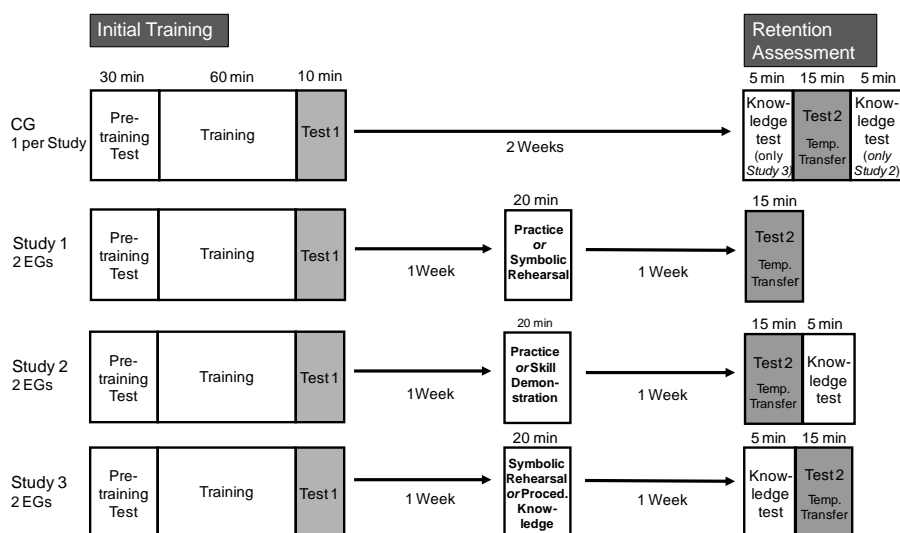 Initial Training
Retention
Assessment
30 min
60 min
10 min
5 min
15 min
5 min
CG
1 per Study
Pre-
training
Test
Training
Test 1
2 Weeks
Know-
ledge
test
(only
Study 3)
Test 2
Temp.
Transfer
Know-
ledge
test
(only
Study 2)
Study 1
2 EGs
Pre-
training
Test
Training
Test 1
1 Week
20 min
Practice
or
Symbolic
Rehearsal
1 Week
15 min
Test 2
Temp.
Transfer
Study 2
2 EGs
Pre-
training
Test
Training
Test 1
1 Week
20 min
Practice
or Skill
Demon-
stration
1 Week
15 min
5 min
Test 2
Temp.
Transfer
Know-
ledge
test
Study 3
2 EGs
Pre-
training
Test
Training
Test 1
1 Week
20 min
Symbolic
Rehearsal
or Proced.
Know-
ledge
1 Week
5 min
15 min
Know-
ledge
test
Test 2
Temp.
Transfer